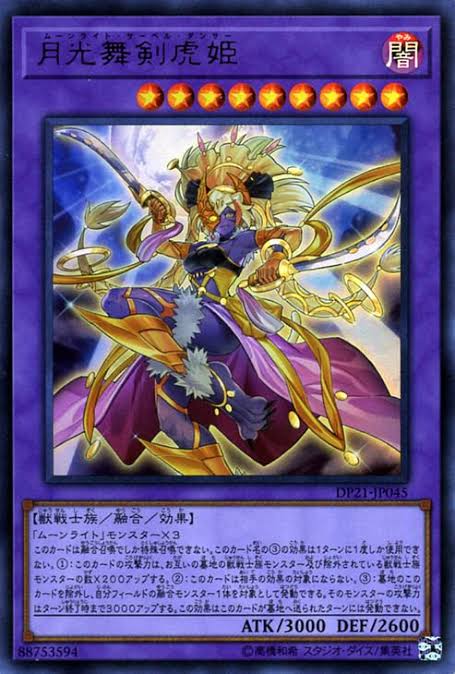 ムーンライト・サーベル・ダンサー
月光舞剣虎姫
やみ
闇
DP21-JP045
【獣戦士族／融合／効果】
「ムーンライト」モンスター×3
このカードは融合召喚でしか特殊召喚できない。このカード名の③の効果は1ターンに1度しか使用で
きない。①：このカードの攻撃力は、お互いの墓地の獣戦士族モンスター及び除外されている獣戦士族
モンスターの数×200アップする。②：このカードは相手の効果の対象にならない。③：墓地のこ
のカードを除外し、自分フィールドの融合モンスター1体を対象として発動できる。そのモンスターの攻撃力
はターン終了時まで3000アップする。この効果はこのカードが墓地へ送られたターンには発動できない。
ATK/3000 DEF/2600
88753594
©高橋和希 スタジオ・ダイス/集英社